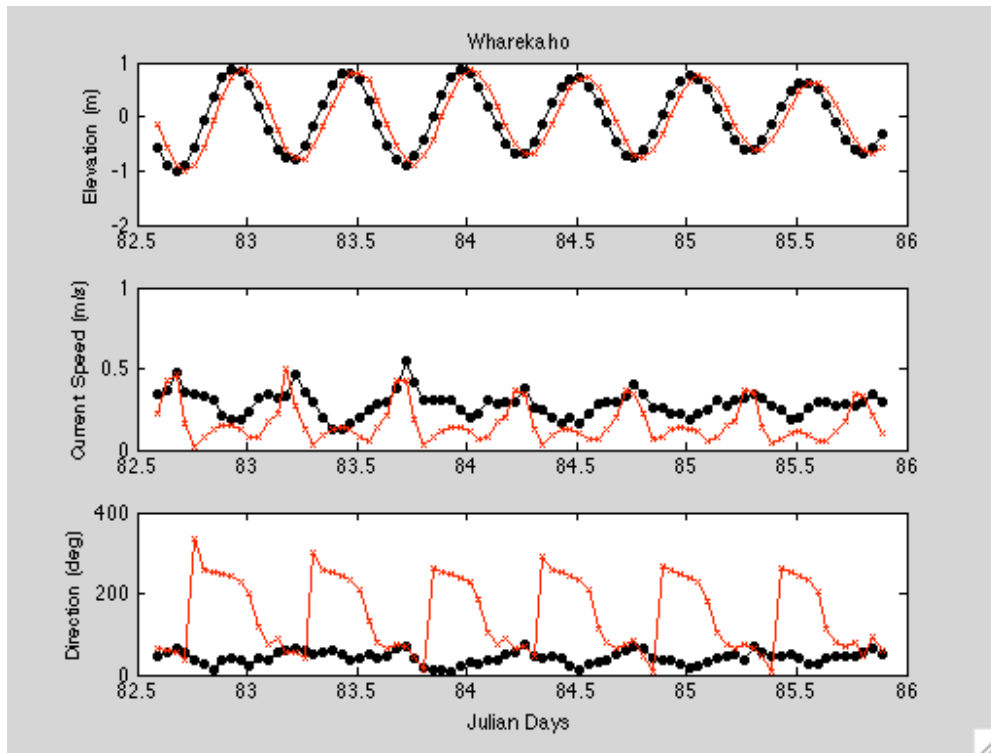 Wharekaho
Elevation (m)
1
0
-1
-2
82.5 83 83.5 84 84.5 85 85.5 86
Current Speed (m/s)
1
0.5
0
82.5 83 83.5 84 84.5 85 85.5 86
Direction (deg)
400
200
0
82.5 83 83.5 84 84.5 85 85.5 86
Julian Days